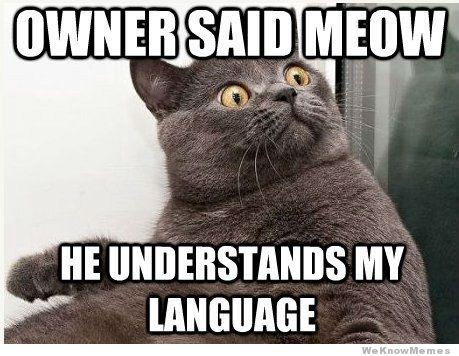 OWNER SAID MEOW
HE UNDERSTANDS MY
LANGUAGE
WeKnowMemes